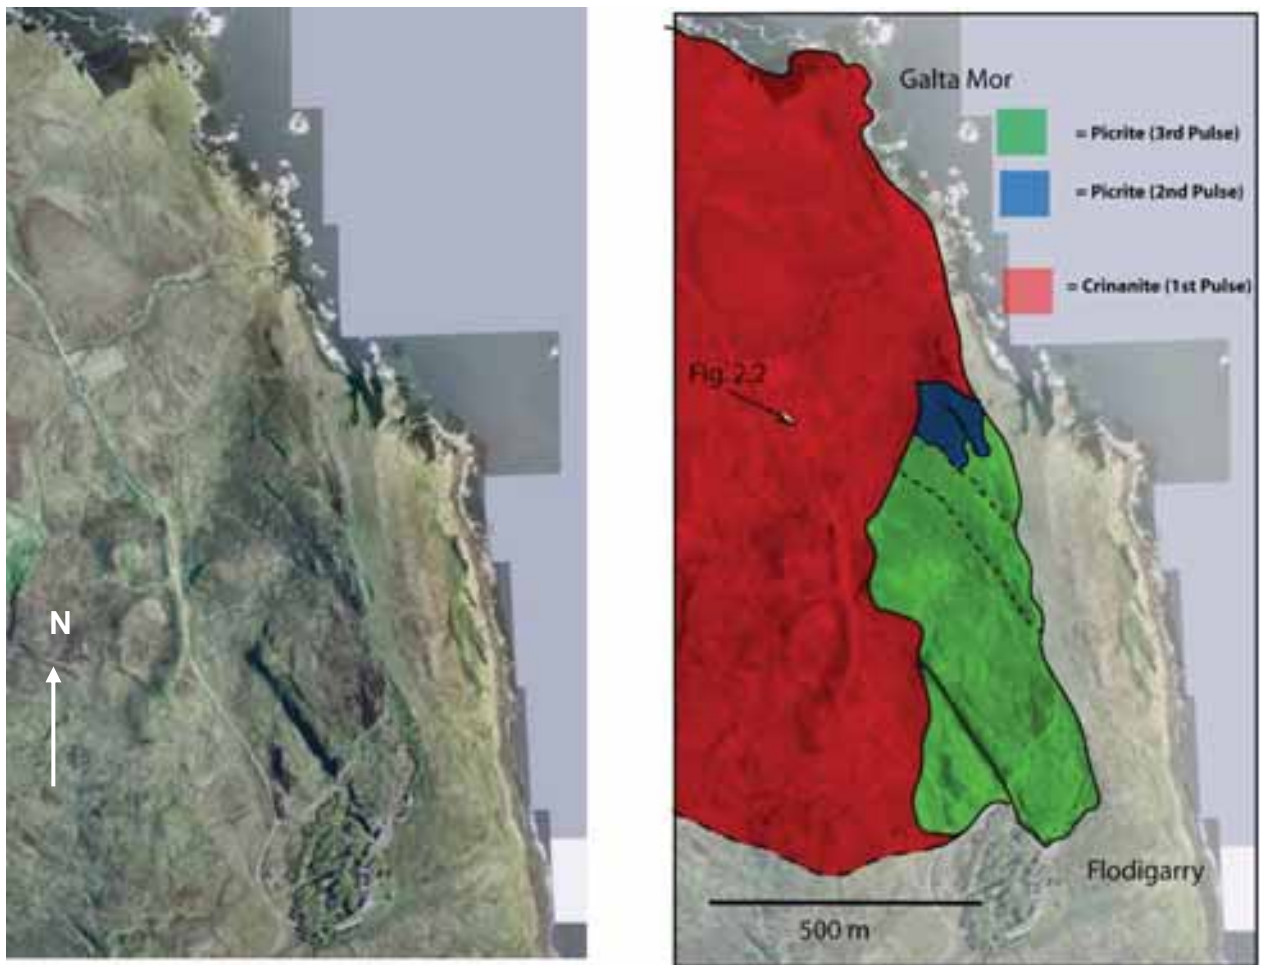 N
Galta Mor
= Picrite (3rd Pulse)
= Picrite (2nd Pulse)
= Crinanite (1st Pulse)
Fig. 2.2
Flodigarry
500 m